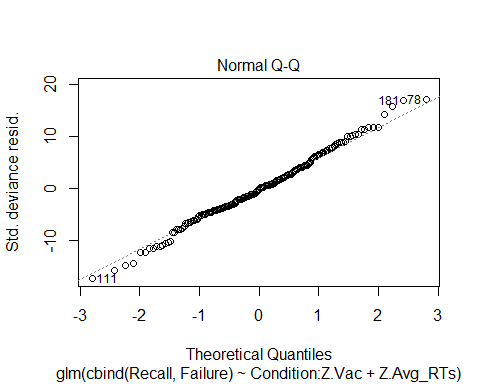 Normal Q-Q
Std. deviance resid.
20
10
0
-10
181
78
111
-3 -2 -1 0 1 2 3
Theoretical Quantiles
glm(cbind(Recall, Failure) ~ Condition:Z.Vac + Z.Avg_RTs)